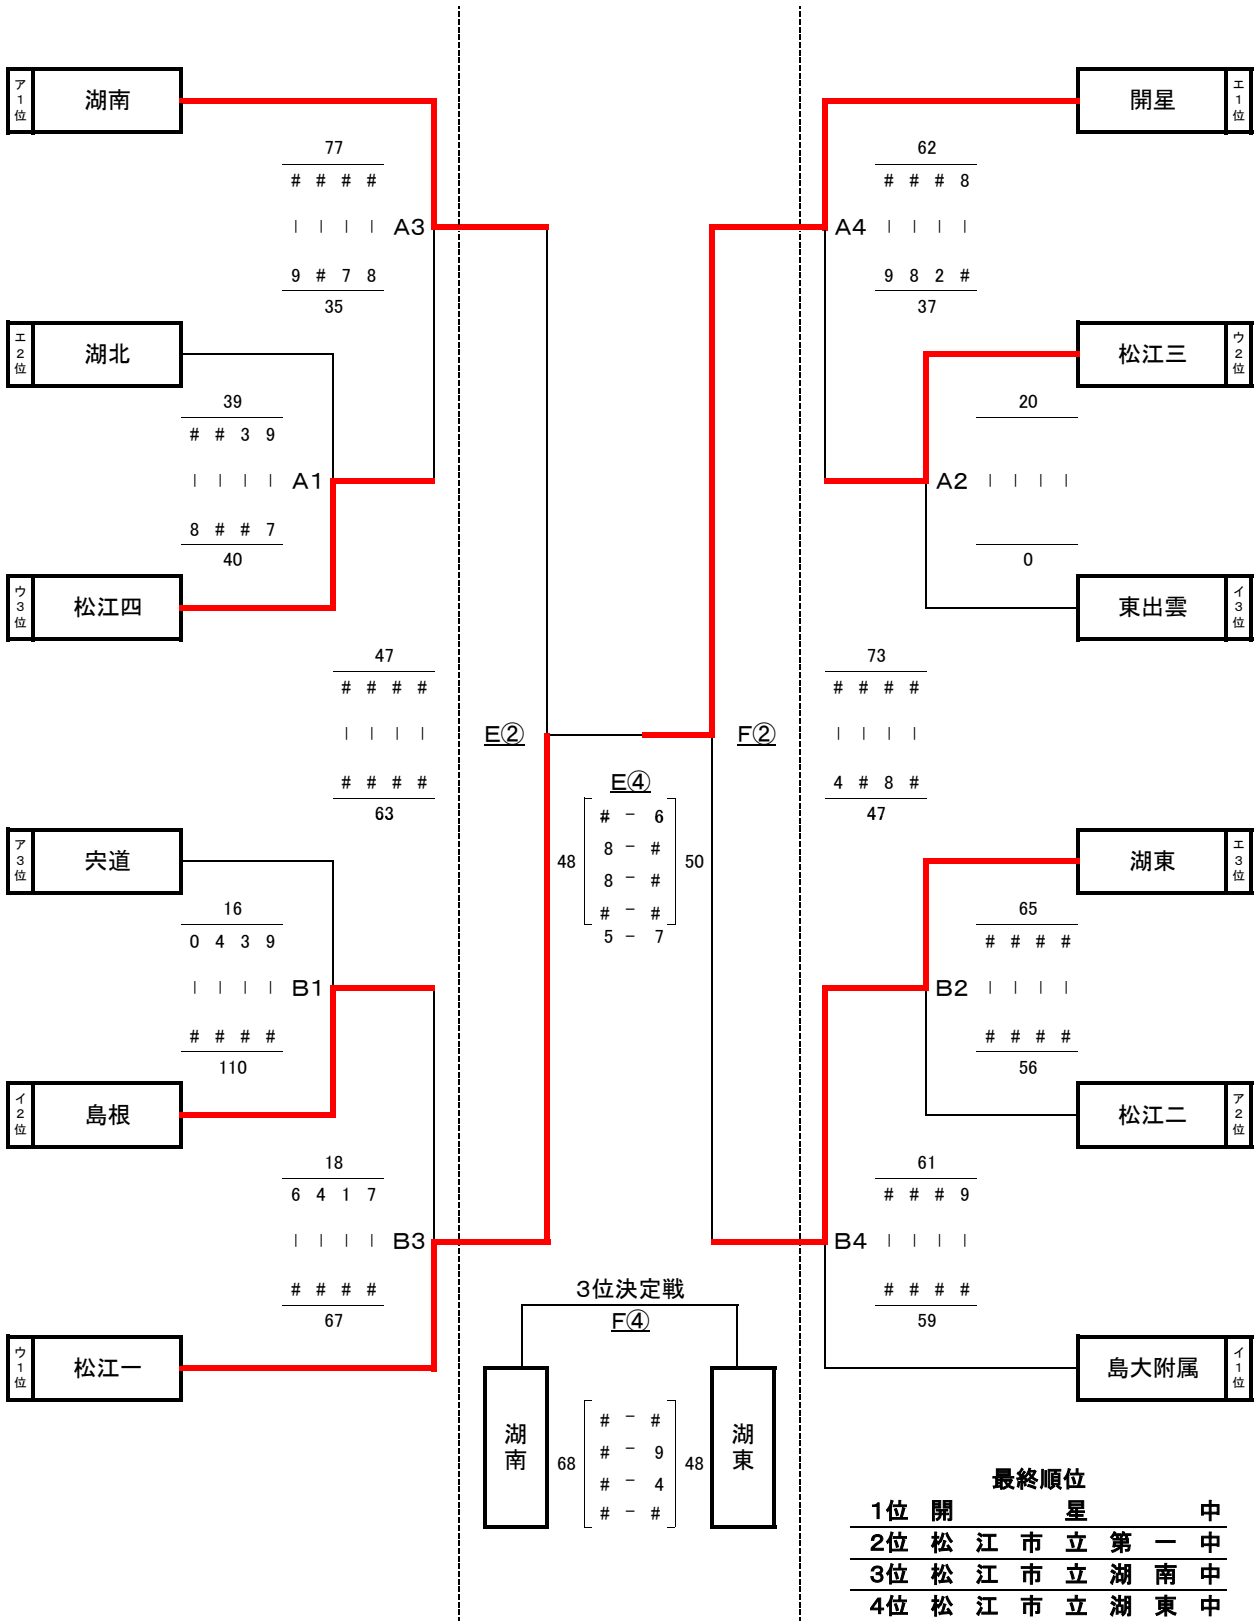 ア1位 湖南
開星 エ1位
77
# # # #
| | | | A3
9 # 7 8
35
62
# # # 8
A4 | | | |
9 8 2 #
37
エ2位 湖北
松江三 ウ2位
39
# # 3 9
| | | | A1
8 # # 7
40
20
A2 | | | |
0
ウ3位 松江四
東出雲 イ3位
47
# # # #
| | | |
# # # #
63
E②
F②
73
# # # #
| | | |
4 # 8 #
47
E④
# - 6
8 - #
48 50
8 - #
# - #
5 - 7
ア3位 宍道
湖東 エ3位
16
0 4 3 9
| | | | B1
# # # #
110
65
# # # #
B2 | | | |
# # # #
56
イ2位 島根
松江二 ア2位
18
6 4 1 7
| | | | B3
# # # #
67
61
# # # 9
B4 | | | |
# # # #
59
ウ1位 松江一
島大附属 イ1位
3位決定戦
F④
湖南
68
# - #
# - 9
# - 4
# - #
48
湖東
最終順位
1位 開 星 中
2位 松 江 市 立 第 一 中
3位 松 江 市 立 湖 南 中
4位 松 江 市 立 湖 東 中